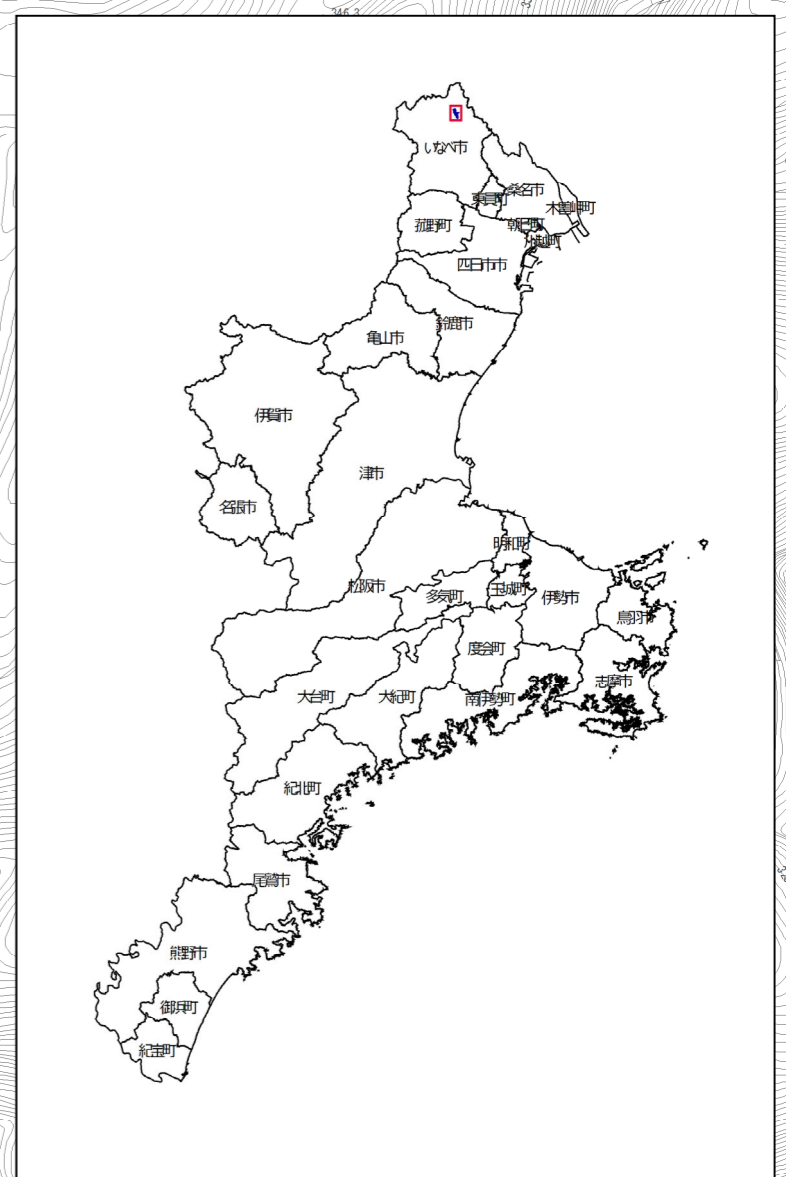 346.3
いなべ市
桑名市
東員町
木曽岬町
菰野町
朝日町
川越町
四日市市
鈴鹿市
亀山市
伊賀市
津市
名張市
明和町
松阪市
多気町
玉城町
伊勢市
鳥羽市
度会町
志摩市
大台町
大紀町
南伊勢町
紀北町
尾鷲市
熊野市
御浜町
紀宝町